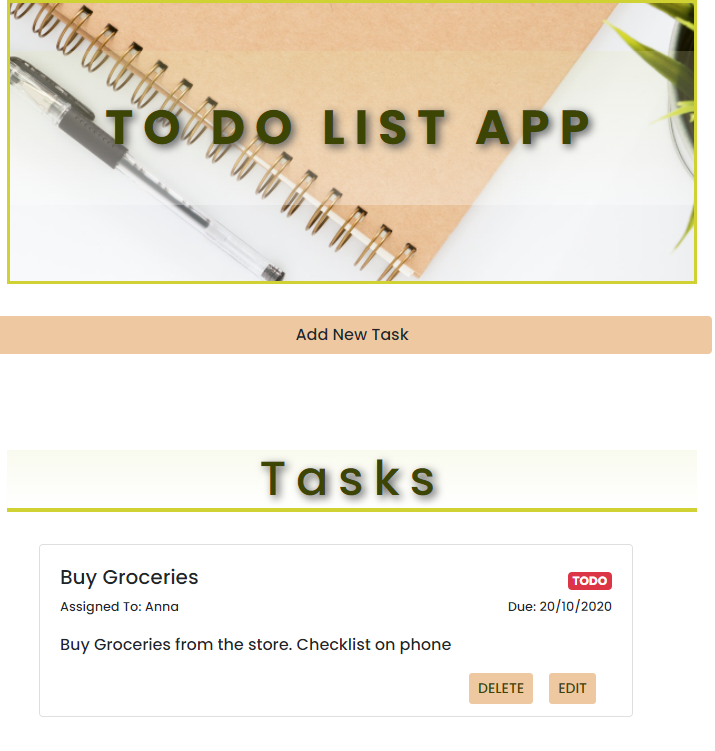 TO DO LIST APP
Add New Task
Tasks
Buy Groceries
TODO
Assigned To: Anna
Due: 20/10/2020
Buy Groceries from the store. Checklist on phone
DELETE
EDIT